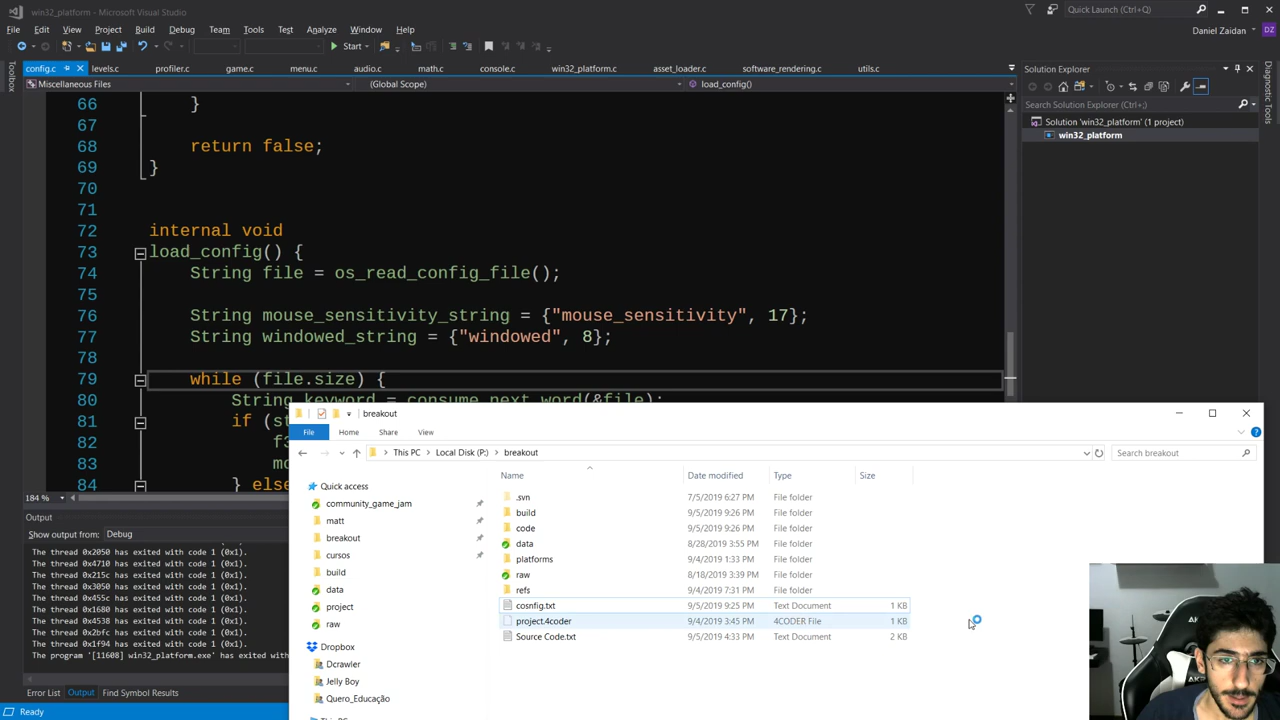 win32_platform - Microsoft Visual Studio
Quick Launch (Ctrl+;)
File Edit View Project Build Debug Team Tools Test Analyze Window Help
Daniel Zaidan DZ
Start
config.c levels.c profiler.c game.c menu.c audio.c math.c console.c win32_platform.c asset_loader.c software_rendering.c utils.c
Miscellaneous Files (Global Scope) load_config()
Toolbox
66 }
67
68 return false;
69 }
70
71
72 internal void
73 load_config() {
74 String file = os_read_config_file();
75
76 String mouse_sensitivity_string = {"mouse_sensitivity", 17};
77 String windowed_string = {"windowed", 8};
78
79 while (file.size) {
80 String keyword = consume_next_word(&file);
81 if (st
82 f3
83 mo
84 } else
184 %
Solution Explorer
Search Solution Explorer (Ctrl+;)
Solution 'win32_platform' (1 project)
win32_platform
Diagnostic Tools
Output
Show output from: Debug
The thread 0x2050 has exited with code 1 (0x1).
The thread 0x4710 has exited with code 1 (0x1).
The thread 0x215c has exited with code 1 (0x1).
The thread 0x3050 has exited with code 1 (0x1).
The thread 0x455c has exited with code 1 (0x1).
The thread 0x1680 has exited with code 1 (0x1).
The thread 0x4538 has exited with code 1 (0x1).
The thread 0x2bfc has exited with code 1 (0x1).
The thread 0x1f94 has exited with code 1 (0x1).
The program '[11608] win32_platform.exe' has exited with
Error List Output Find Symbol Results
Ready
breakout
File Home Share View
This PC Local Disk (P:) breakout
Search breakout
Name Date modified Type Size
.svn 7/5/2019 6:27 PM File folder
build 9/5/2019 9:26 PM File folder
code 9/5/2019 9:26 PM File folder
data 8/28/2019 3:55 PM File folder
platforms 9/4/2019 1:33 PM File folder
raw 8/18/2019 3:39 PM File folder
refs 9/4/2019 7:31 PM File folder
cosnfig.txt 9/5/2019 9:25 PM Text Document 1 KB
project.4coder 9/4/2019 3:45 PM 4CODER File 1 KB
Source Code.txt 9/5/2019 4:33 PM Text Document 2 KB
Quick access
community_game_jam
matt
breakout
cursos
build
data
project
raw
Dropbox
Dcrawler
Jelly Boy
Quero_Educação